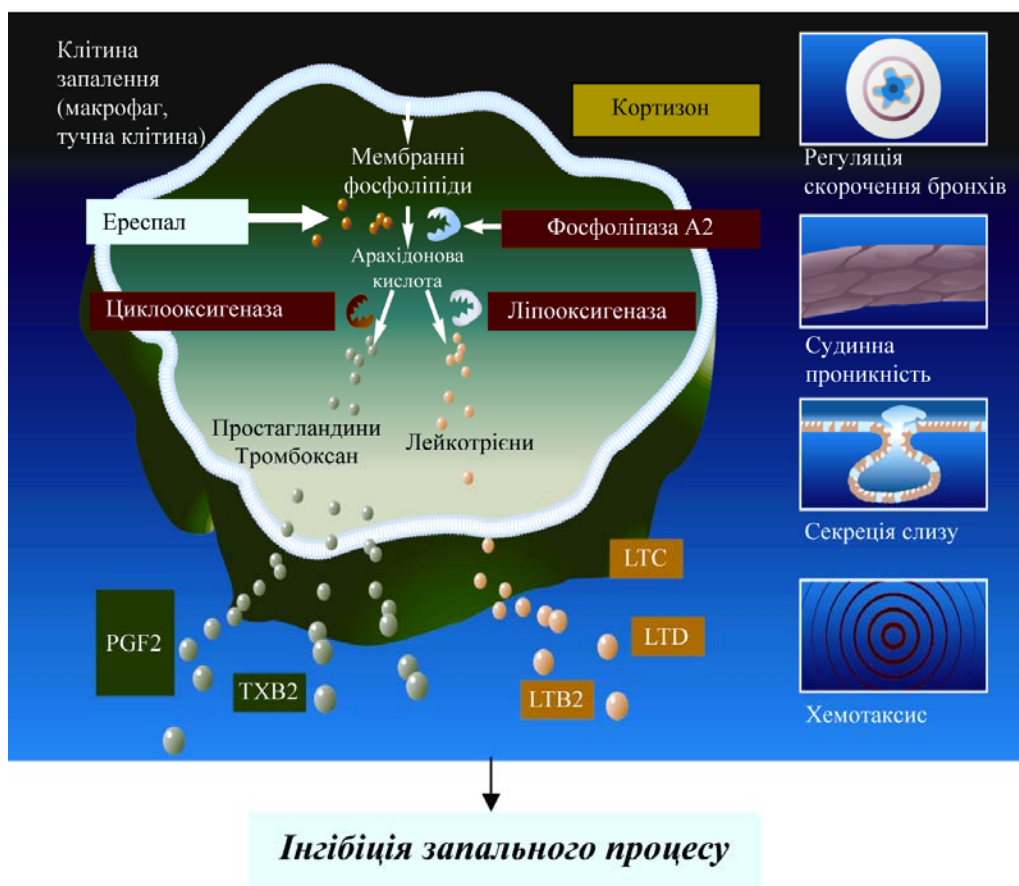 Клітина
запалення
(макрофаг,
тучна клітина)
Кортизон
Мембранні
фосфоліпіди
Ереспал
Фосфоліпаза А2
Арахідонова
кислота
Циклооксигеназа
Ліпооксигеназа
Простагландини
Тромбоксан
Лейкотрієни
LTC
PGF2
LTD
TXB2
LTB2
Регуляція
скорочення бронхів
Судинна
проникність
Секреція слизу
Хемотаксис
Інгібіція запального процесу